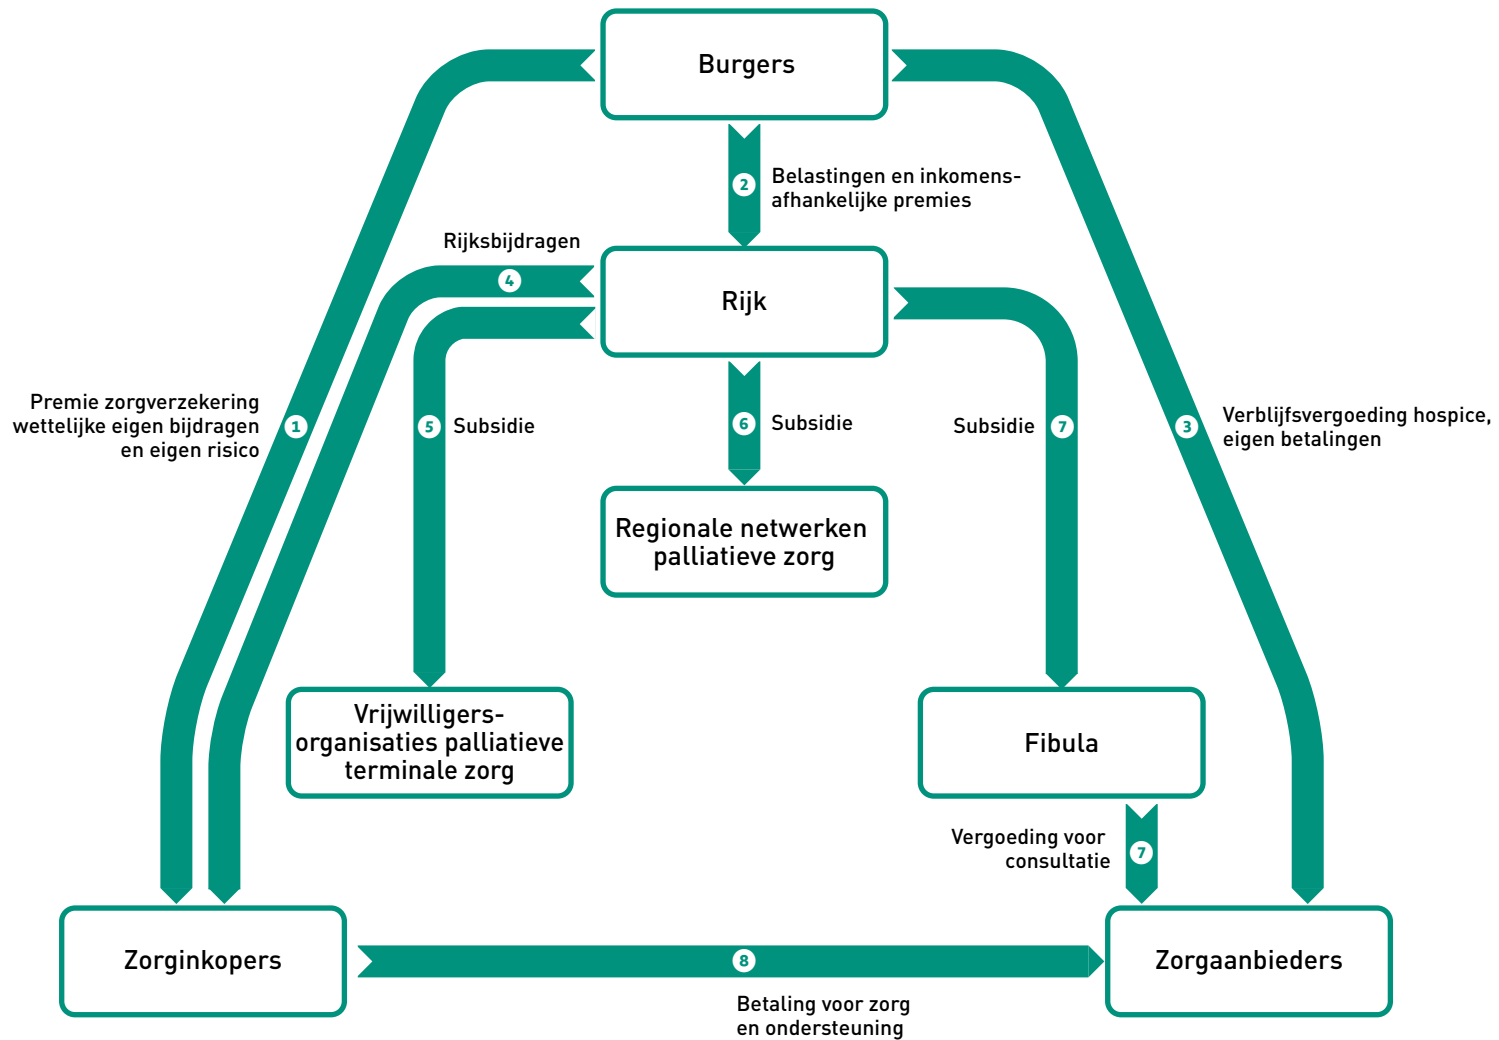 Burgers
2
Belastingen en inkomens-
afhankelijke premies
Rijksbijdragen
4
Rijk
Premie zorgverzekering
wettelijke eigen bijdragen
en eigen risico
1
5
Subsidie
6
Subsidie
Subsidie
7
3
Verblijfsvergoeding hospice,
eigen betalingen
Regionale netwerken
palliatieve zorg
Vrijwilligers-
organisaties palliatieve
terminale zorg
Fibula
Vergoeding voor
consultatie
7
Zorginkopers
8
Betaling voor zorg
en ondersteuning
Zorgaanbieders